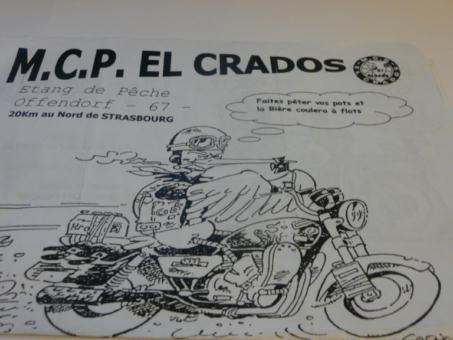 M.C.P. EL CRADOS
Etang de Pêche
Offendorf - 67 -
20Km au Nord de STRASBOURG
Faites péter vos pots et
la Bière coulera à flots